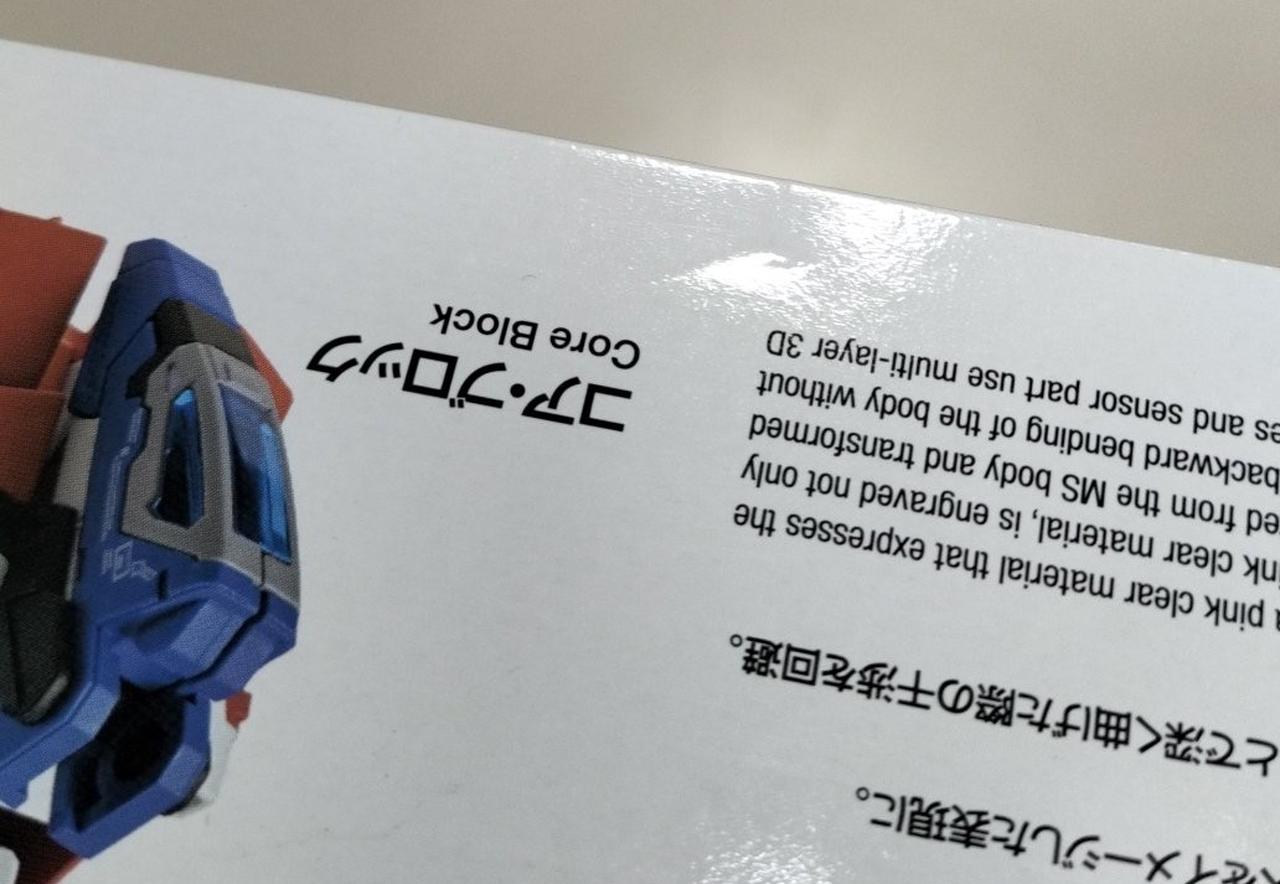 をイメージした表現に。
とで深く曲げた際の干渉を回避。
pink clear material that expresses the
ink clear material, is engraved not only
ed from the MS body and transformed
backward bending of the body without
es and sensor part use multi-layer 3D
コア・ブロック
Core Block